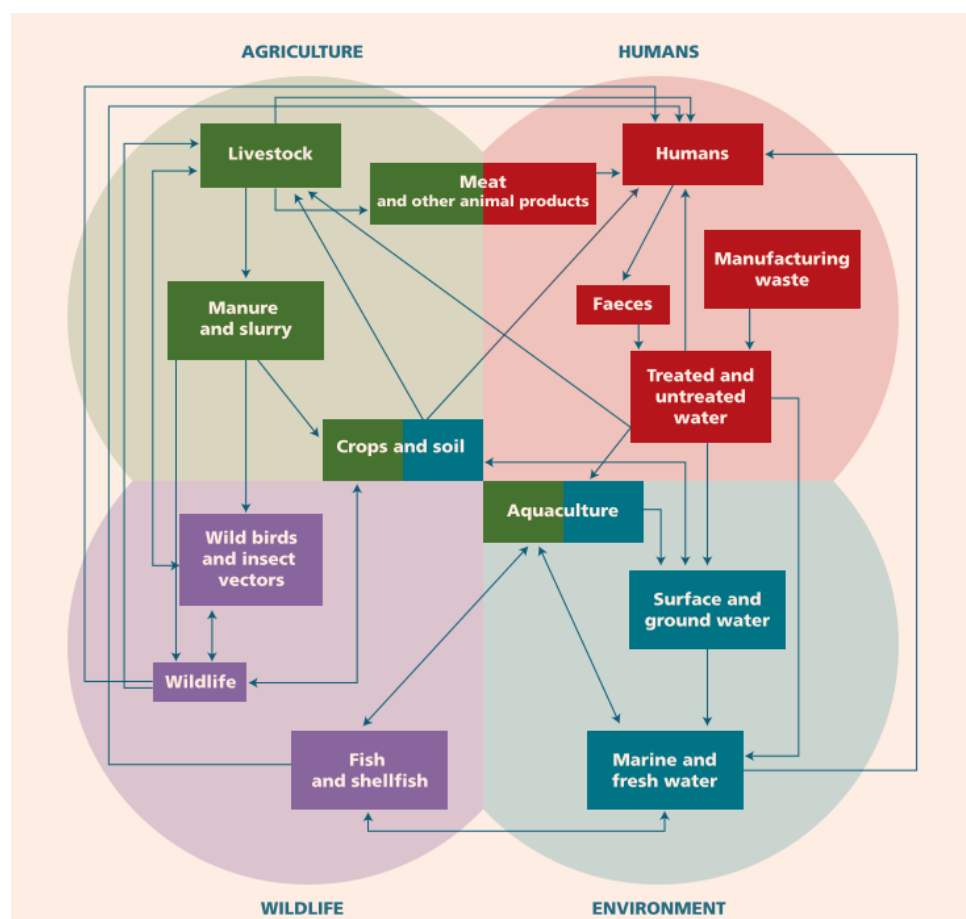 AGRICULTURE
HUMANS
Livestock
Humans
Meat
and other animal products
Manufacturing
waste
Manure
and slurry
Faeces
Treated and
untreated
water
Crops and soil
Aquaculture
Wild birds
and insect
vectors
Surface and
ground water
Wildlife
Fish
and shellfish
Marine and
fresh water
WILDLIFE
ENVIRONMENT